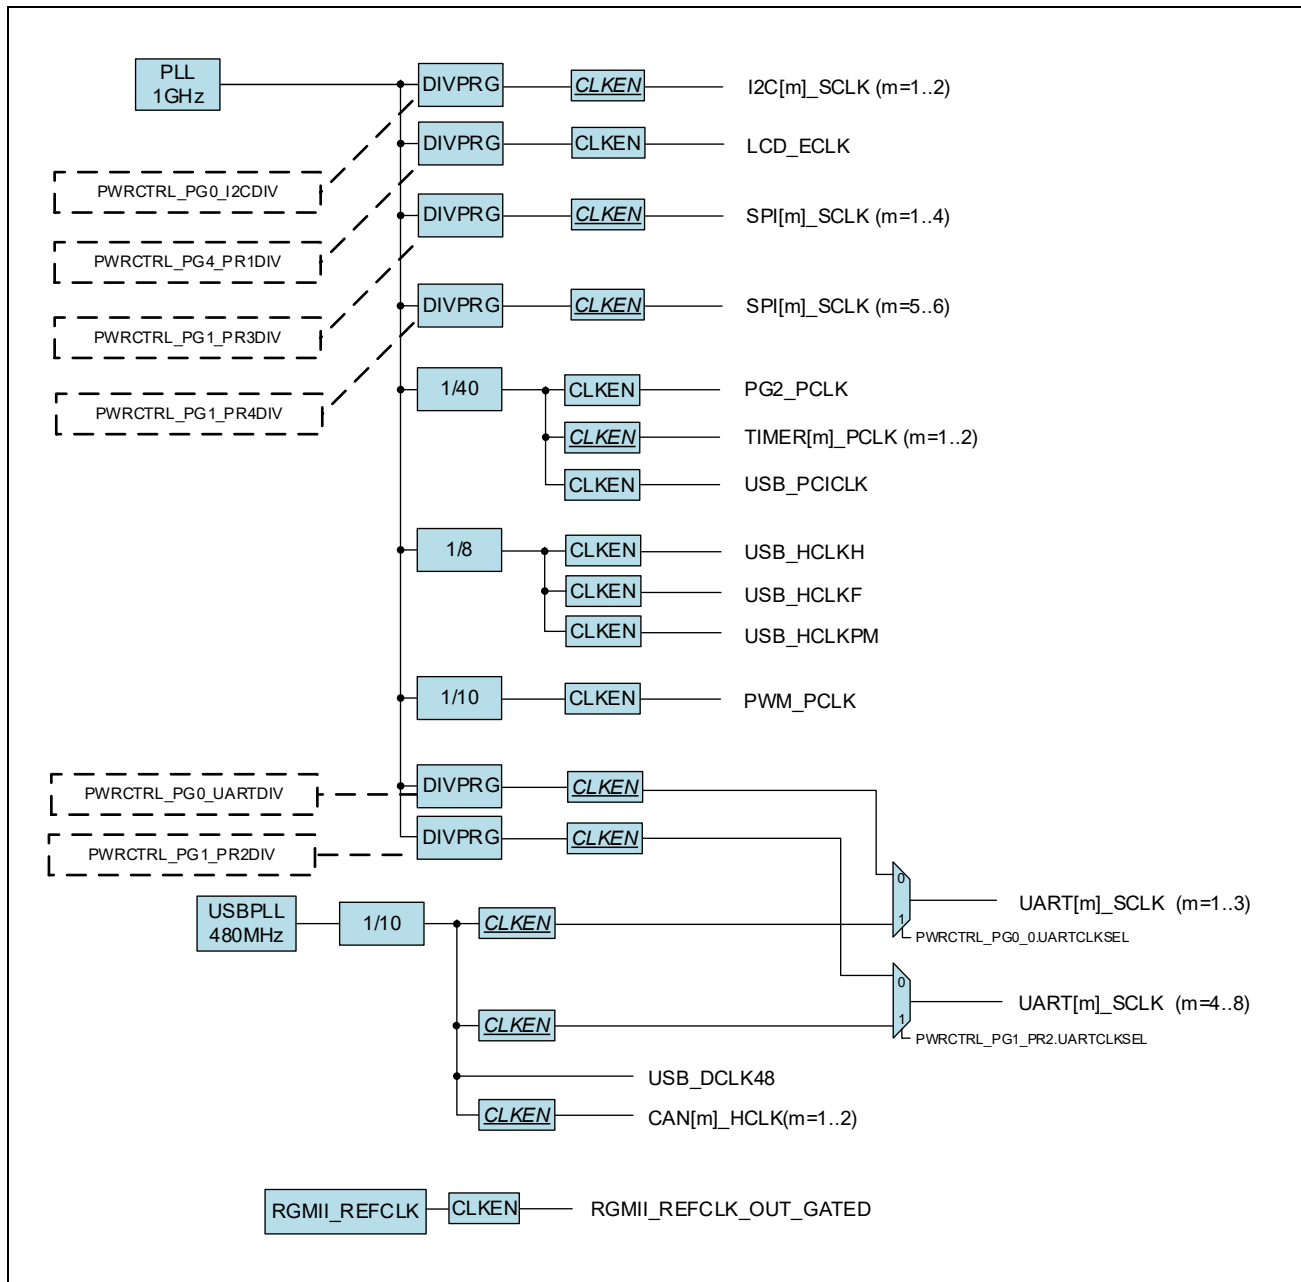 PLL
1GHz
DIVPRG
CLKEN
I2C[m]_SCLK (m=1..2)
DIVPRG
CLKEN
LCD_ECLK
PWRCTRL_PG0_I2CDIV
DIVPRG
CLKEN
SPI[m]_SCLK (m=1..4)
PWRCTRL_PG4_PR1DIV
DIVPRG
CLKEN
SPI[m]_SCLK (m=5..6)
PWRCTRL_PG1_PR3DIV
1/40
CLKEN
PG2_PCLK
PWRCTRL_PG1_PR4DIV
CLKEN
TIMER[m]_PCLK (m=1..2)
CLKEN
USB_PCICLK
1/8
CLKEN
USB_HCLKH
CLKEN
USB_HCLKF
CLKEN
USB_HCLKPM
1/10
CLKEN
PWM_PCLK
PWRCTRL_PG0_UARTDIV
DIVPRG
CLKEN
PWRCTRL_PG1_PR2DIV
DIVPRG
CLKEN
0
1
UART[m]_SCLK (m=1..3)
PWRCTRL_PG0_0.UARTCLKSEL
USBPLL
480MHz
1/10
CLKEN
0
1
UART[m]_SCLK (m=4..8)
PWRCTRL_PG1_PR2.UARTCLKSEL
CLKEN
USB_DCLK48
CLKEN
CAN[m]_HCLK(m=1..2)
RGMII_REFCLK
CLKEN
RGMII_REFCLK_OUT_GATED